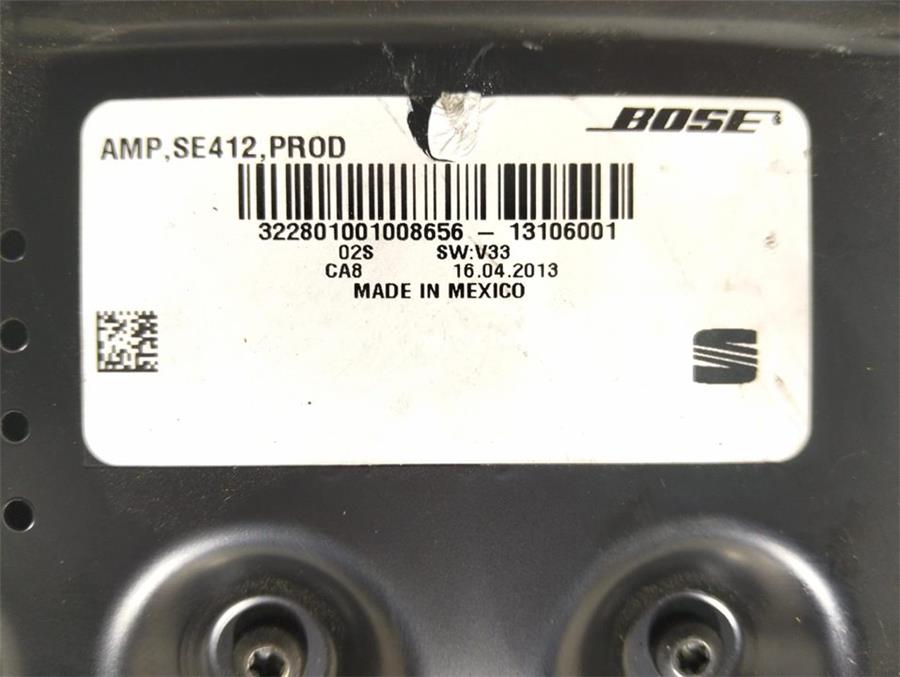 BOSE
AMP,SE412,PROD
322801001008656 - 13106001
02S SW:V33
CA8 16.04.2013
MADE IN MEXICO